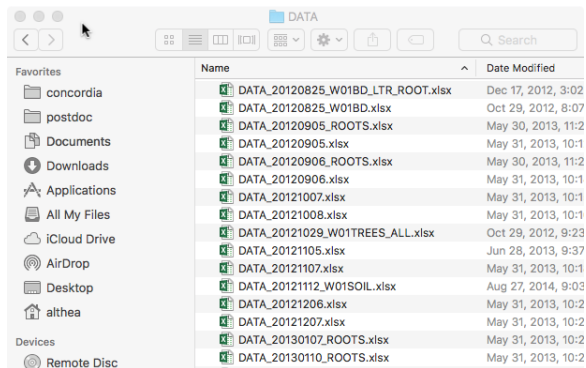 DATA
Search
Favorites
concordia
postdoc
Documents
Downloads
Applications
All My Files
iCloud Drive
AirDrop
Desktop
althea
Devices
Remote Disc
Name Date Modified
DATA_20120825_W01BD_LTR_ROOT.xlsx Dec 17, 2012, 3:02
DATA_20120825_W01BD.xlsx Oct 29, 2012, 8:07
DATA_20120905_ROOTS.xlsx May 30, 2013, 11:2
DATA_20120905.xlsx May 31, 2013, 10:1
DATA_20120906_ROOTS.xlsx May 30, 2013, 11:2
DATA_20120906.xlsx May 31, 2013, 10:1
DATA_20121007.xlsx May 31, 2013, 10:1
DATA_20121008.xlsx May 31, 2013, 10:1
DATA_20121029_W01TREES_ALL.xlsx Oct 29, 2012, 9:23
DATA_20121105.xlsx Jun 28, 2013, 9:37
DATA_20121107.xlsx May 31, 2013, 10:1
DATA_20121112_W01SOIL.xlsx Aug 27, 2014, 9:03
DATA_20121206.xlsx May 31, 2013, 10:2
DATA_20121207.xlsx May 31, 2013, 10:2
DATA_20130107_ROOTS.xlsx May 31, 2013, 10:2
DATA_20130110_ROOTS.xlsx May 31, 2013, 10:2